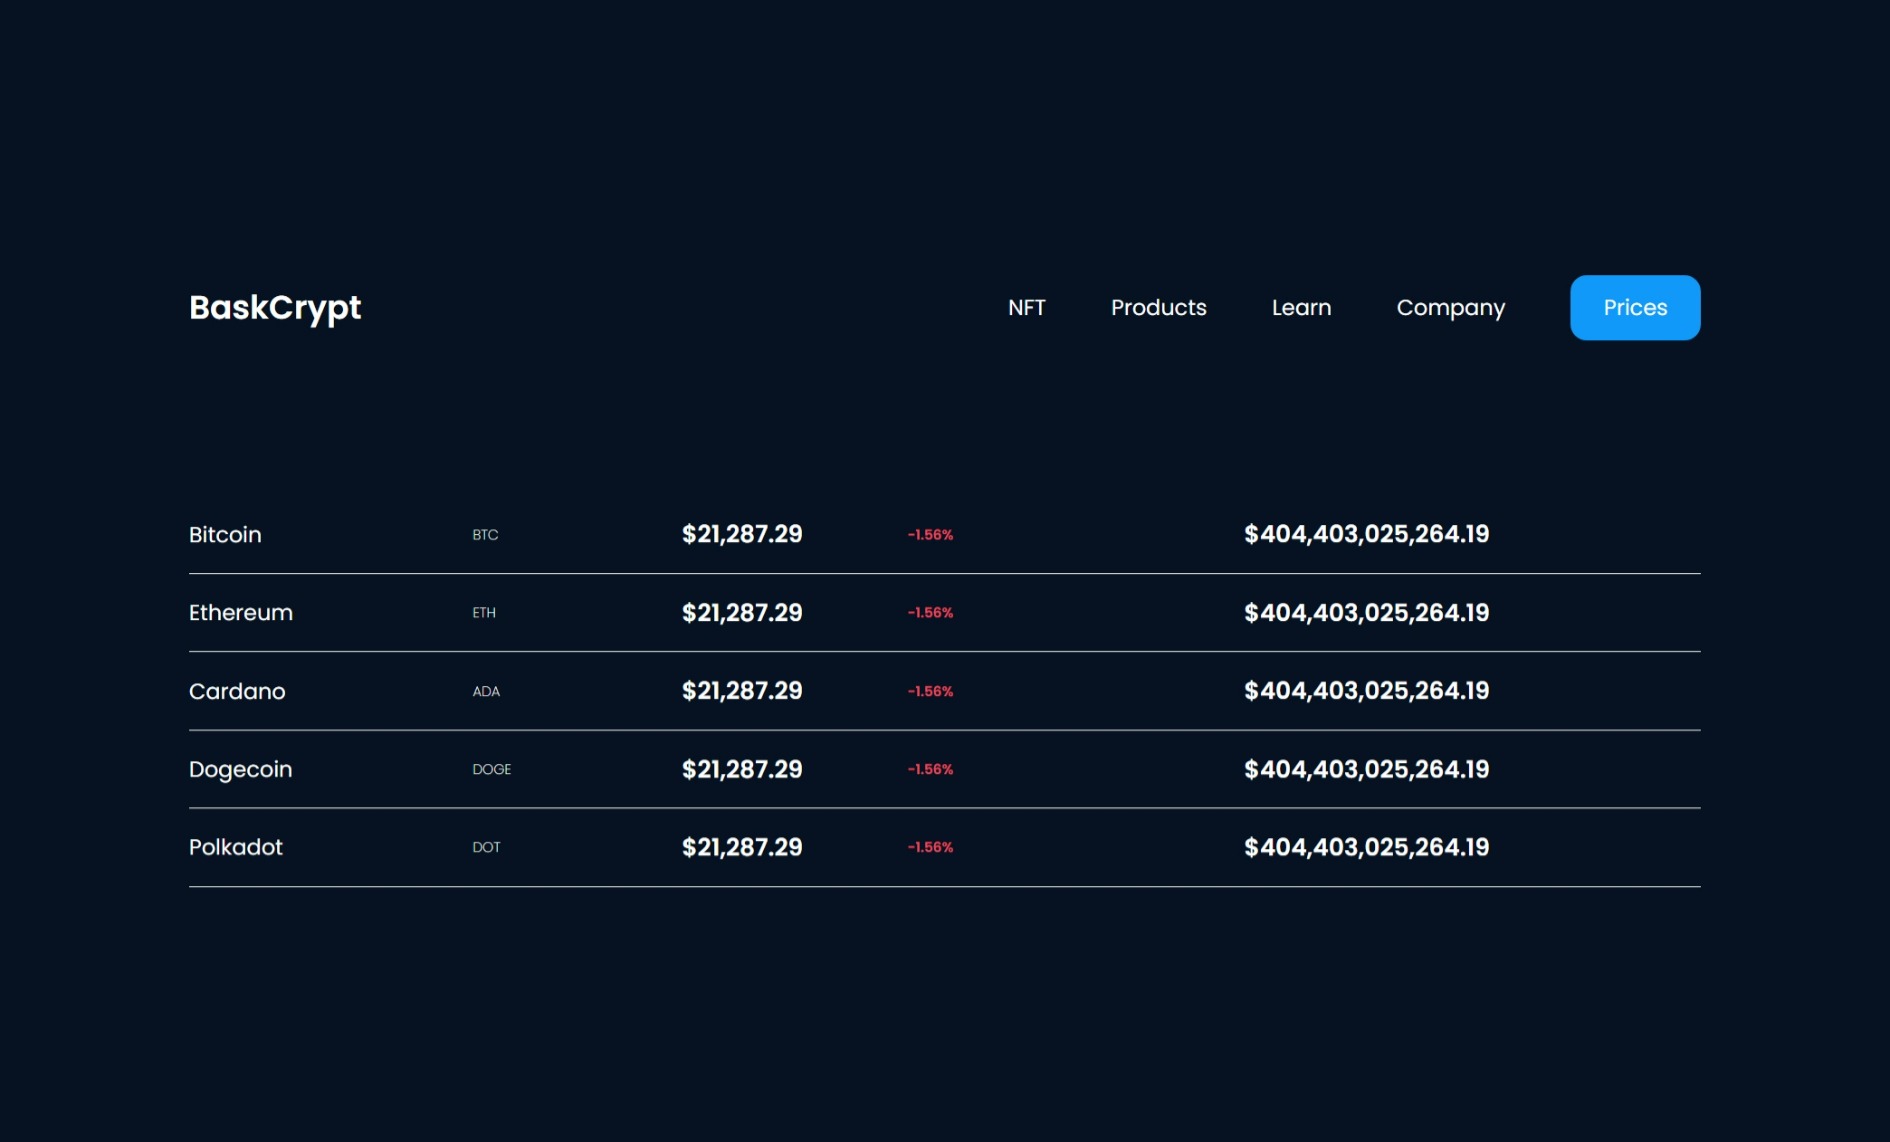 BaskCrypt NFT Products Learn Company Prices
Bitcoin BTC $21,287.29 -1.56% $404,403,025,264.19
Ethereum ETH $21,287.29 -1.56% $404,403,025,264.19
Cardano ADA $21,287.29 -1.56% $404,403,025,264.19
Dogecoin DOGE $21,287.29 -1.56% $404,403,025,264.19
Polkadot DOT $21,287.29 -1.56% $404,403,025,264.19